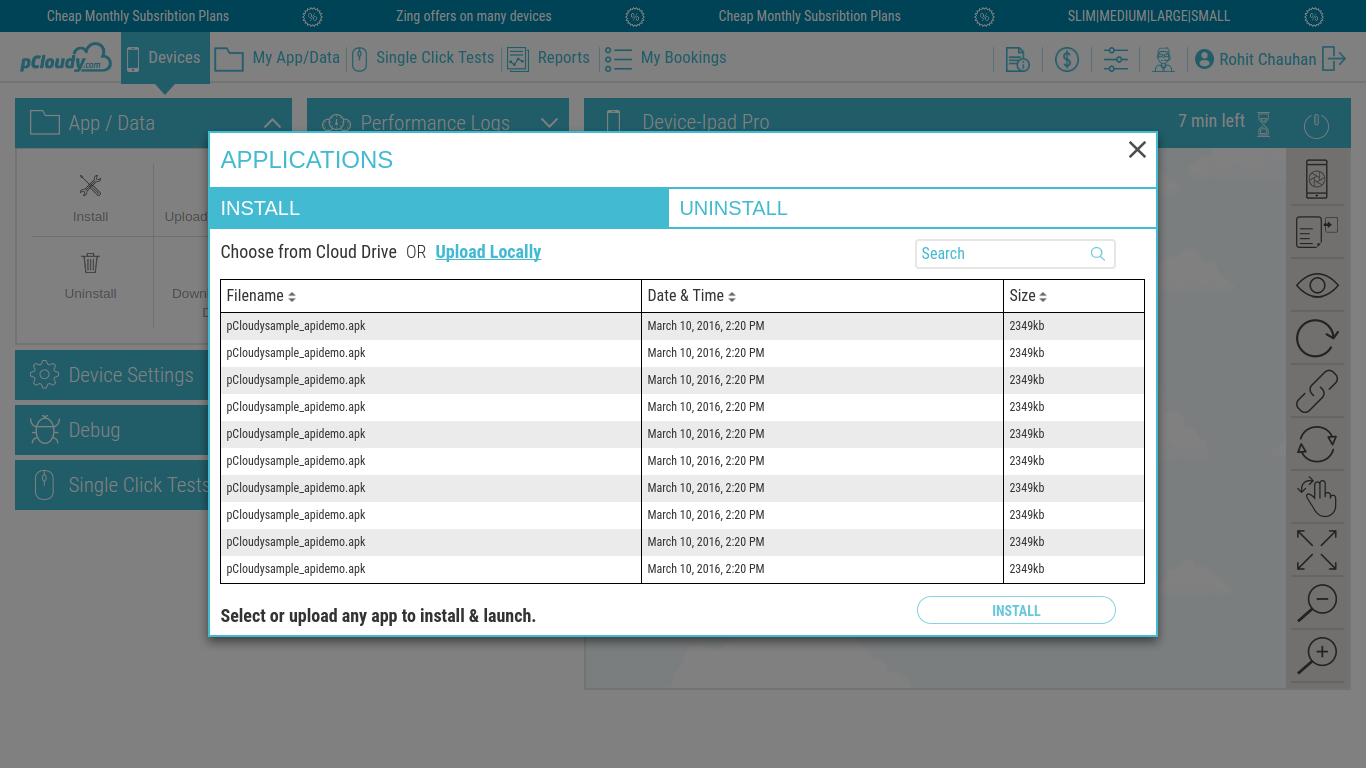 Cheap Monthly Subsribtion Plans % Zing offers on many devices % Cheap Monthly Subsribtion Plans % SLIM|MEDIUM|LARGE|SMALL %
pCloudy.com Devices My App/Data Single Click Tests Reports My Bookings $ Rohit Chauhan
App / Data Performance Logs Device-Ipad Pro 7 min left
Install Upload
Uninstall Down
D
Device Settings
Debug
Single Click Tests
APPLICATIONS
INSTALL UNINSTALL
Choose from Cloud Drive OR Upload Locally Search
Filename Date & Time Size
pCloudysample_apidemo.apk March 10, 2016, 2:20 PM 2349kb
pCloudysample_apidemo.apk March 10, 2016, 2:20 PM 2349kb
pCloudysample_apidemo.apk March 10, 2016, 2:20 PM 2349kb
pCloudysample_apidemo.apk March 10, 2016, 2:20 PM 2349kb
pCloudysample_apidemo.apk March 10, 2016, 2:20 PM 2349kb
pCloudysample_apidemo.apk March 10, 2016, 2:20 PM 2349kb
pCloudysample_apidemo.apk March 10, 2016, 2:20 PM 2349kb
pCloudysample_apidemo.apk March 10, 2016, 2:20 PM 2349kb
pCloudysample_apidemo.apk March 10, 2016, 2:20 PM 2349kb
pCloudysample_apidemo.apk March 10, 2016, 2:20 PM 2349kb
Select or upload any app to install & launch. INSTALL